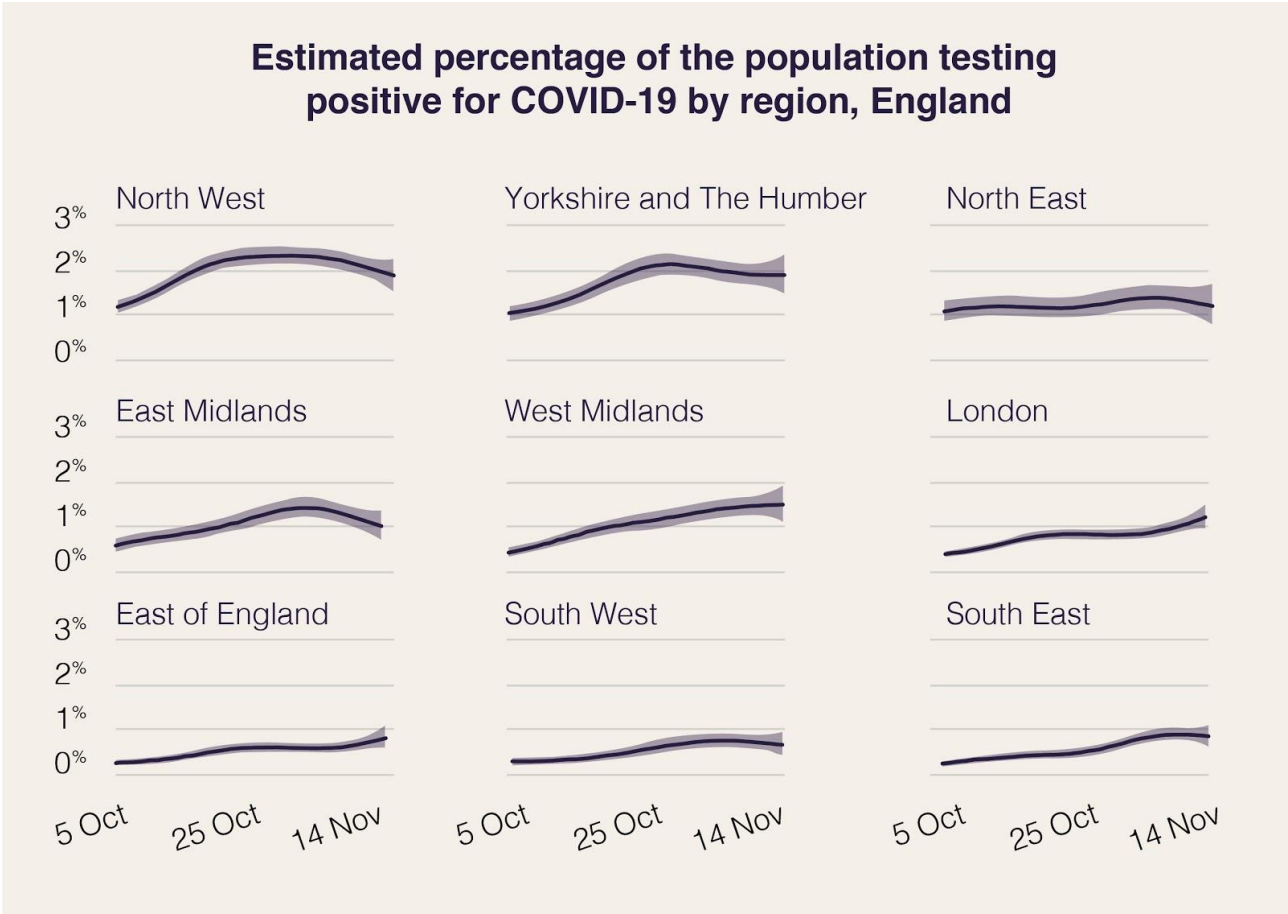 Estimated percentage of the population testing
positive for COVID-19 by region, England
North West
Yorkshire and The Humber
North East
3%
2%
1%
0%
East Midlands
West Midlands
London
3%
2%
1%
0%
East of England
South West
South East
3%
2%
1%
0%
5 Oct
25 Oct
14 Nov
5 Oct
25 Oct
14 Nov
5 Oct
25 Oct
14 Nov